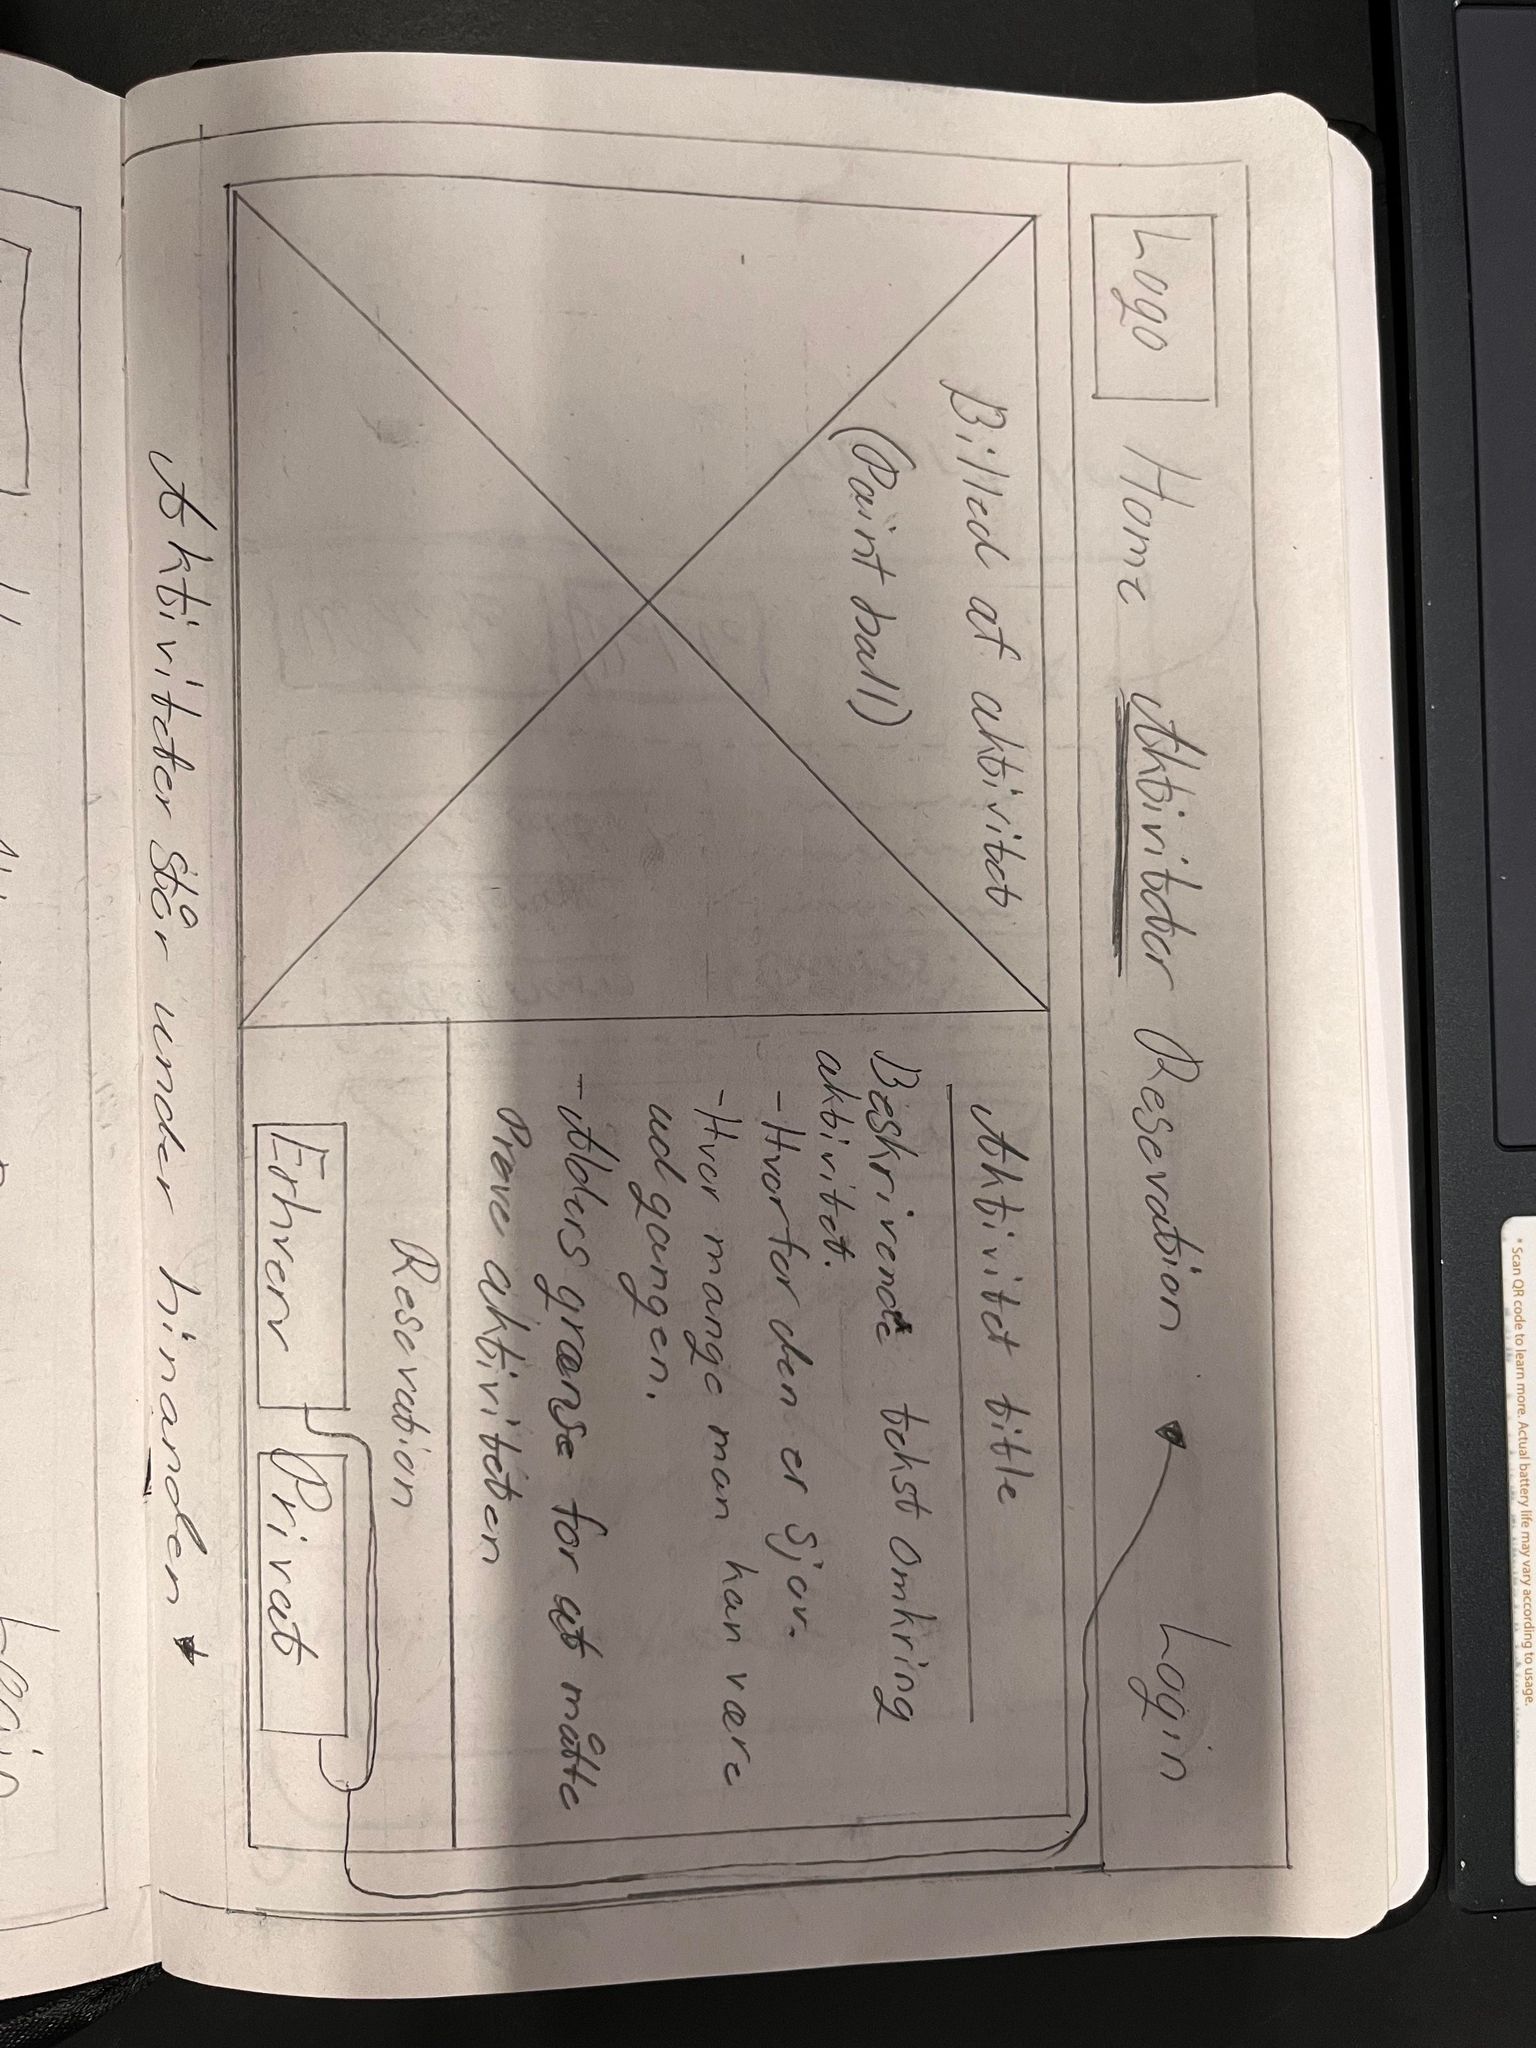 * Scan QR code to learn more. Actual battery life may vary according to usage.
Logo Home Aktiviteter Resevation Login
Billed af aktivitet
(Paint ball)
Aktivitet title
Beskrivende tekst omkring
aktivitet.
- Hvorfor den er sjov.
- Hvor mange man kan være
ad gangen.
- Alders grænse for at måtte
Prøve aktiviteten
Resevation
Erhverv Privat
Aktiviteter står under hinanden
Login